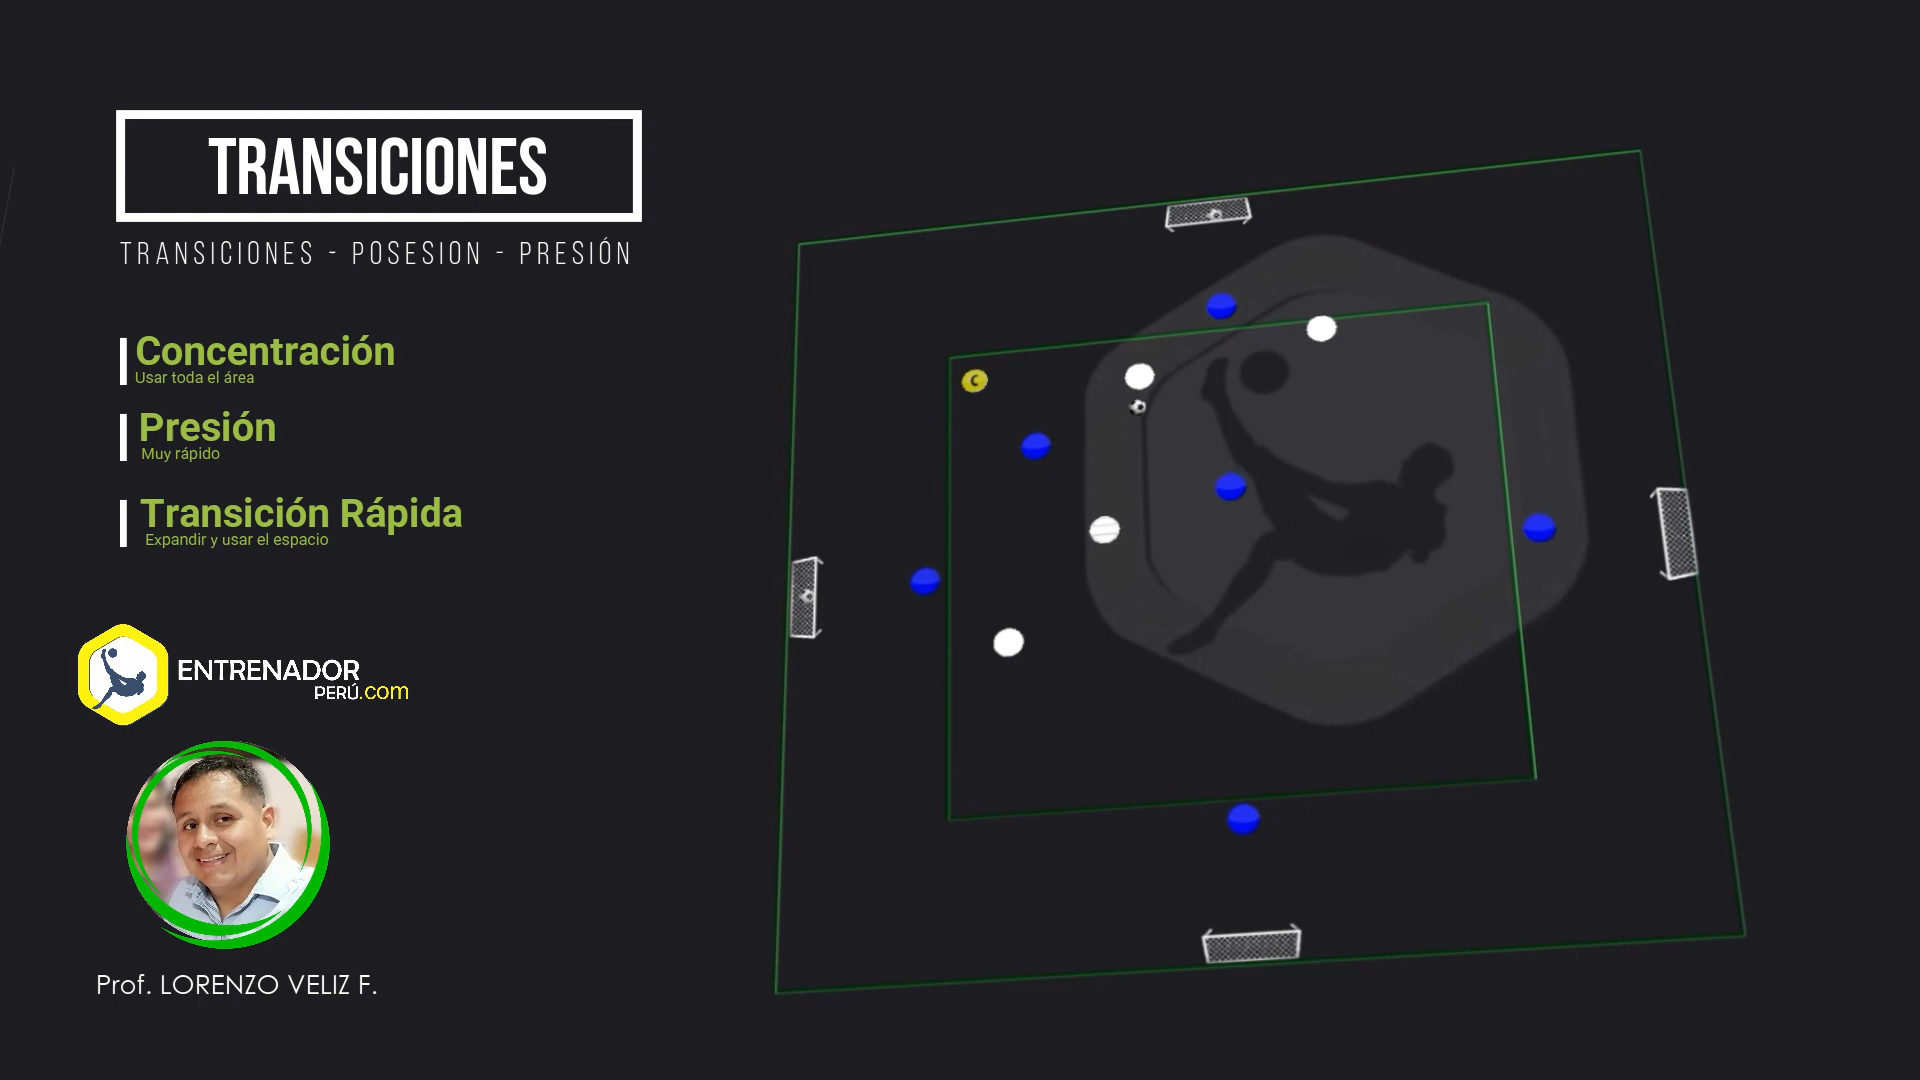 TRANSICIONES
TRANSICIONES - POSESION - PRESIÓN
Concentración
Usar toda el área
Presión
Muy rápido
Transición Rápida
Expandir y usar el espacio
ENTRENADOR
PERÚ.com
Prof. LORENZO VELIZ F.
C